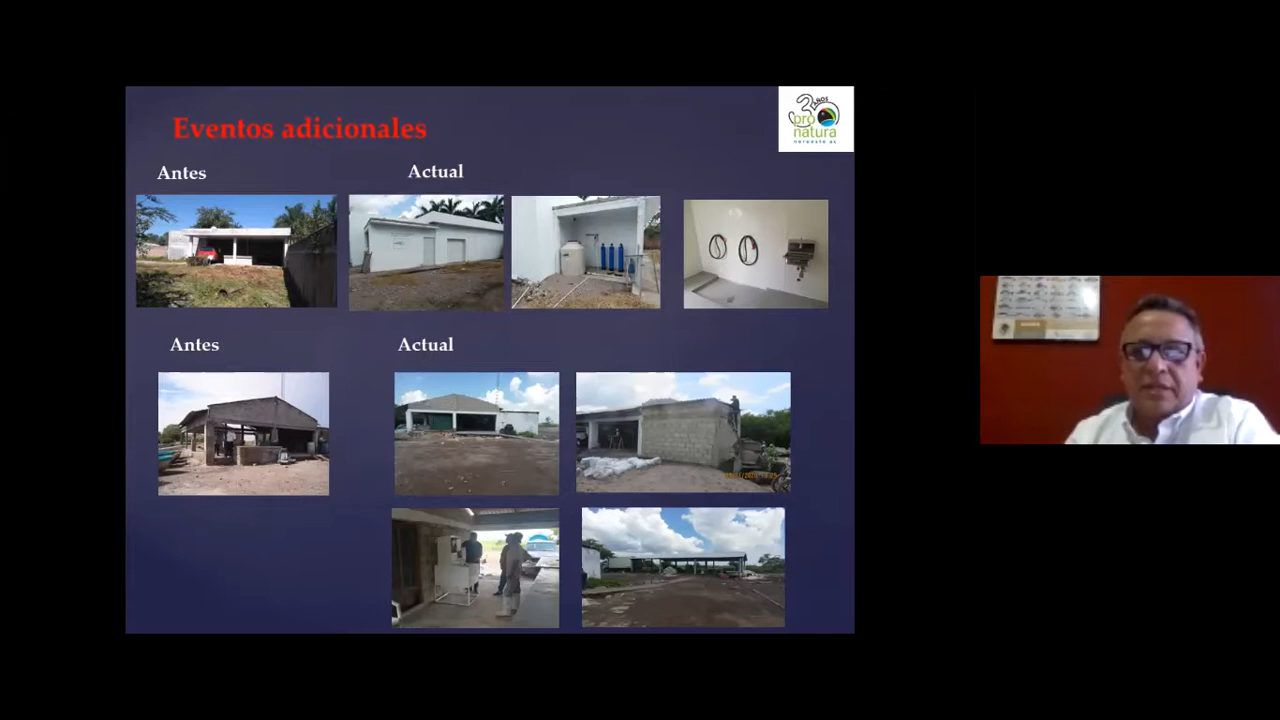 Eventos adicionales
30 AÑOS
pro
natura
noroeste ac
Antes
Actual
Antes
Actual